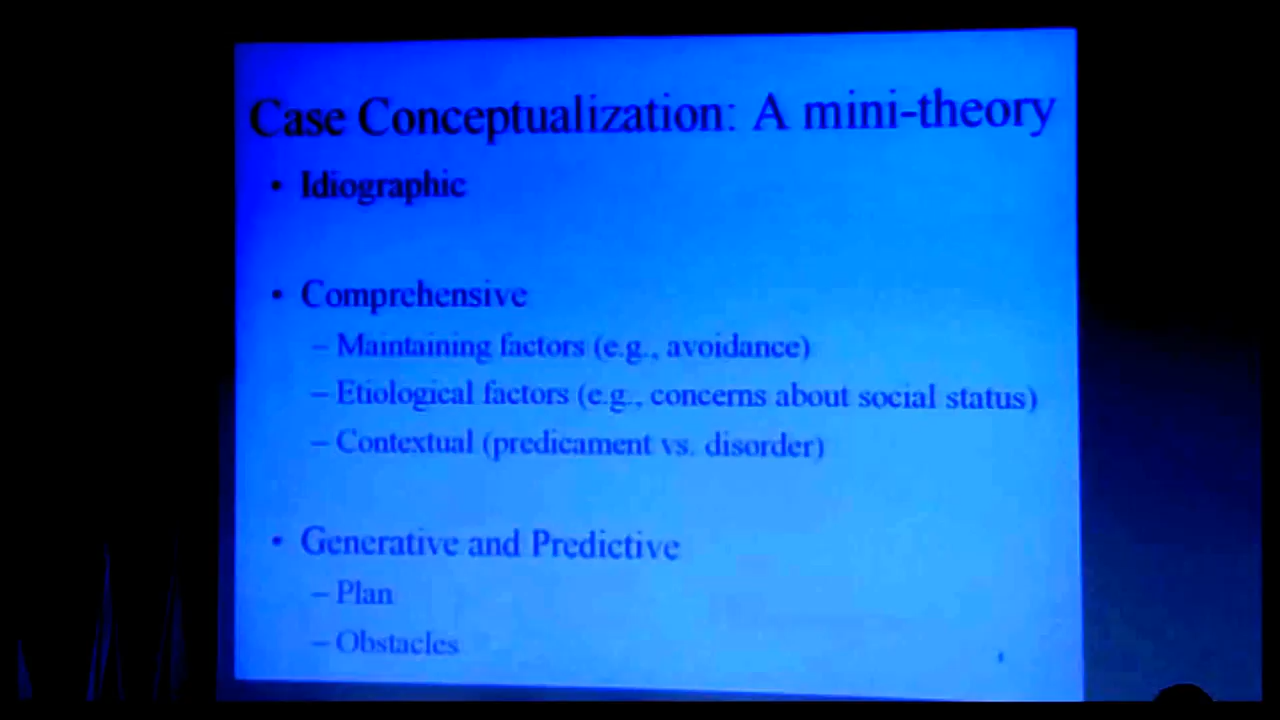 Case Conceptualization: A mini-theory
• Idiographic
• Comprehensive
– Maintaining factors (e.g., avoidance)
– Etiological factors (e.g., concerns about social status)
– Contextual (predicament vs. disorder)
• Generative and Predictive
– Plan
– Obstacles